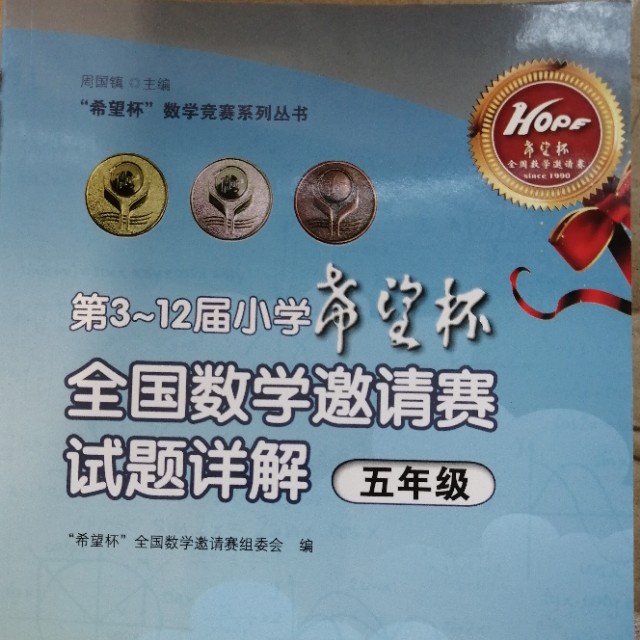 周国镇 ○ 主编
“希望杯”数学竞赛系列丛书
HOPE
希望杯
全国数学邀请赛
since 1990
第3~12届小学希望杯
全国数学邀请赛
试题详解 五年级
“希望杯”全国数学邀请赛组委会 编